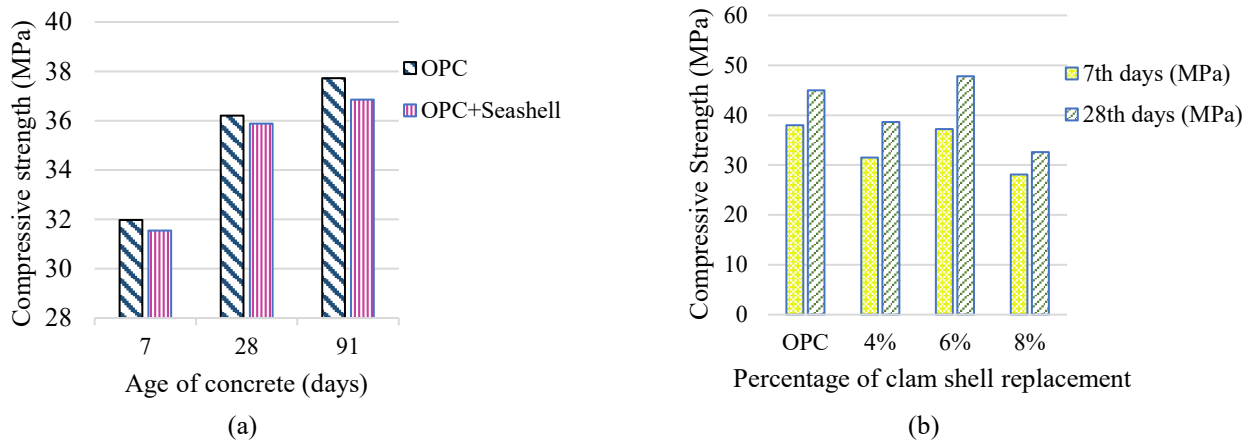 40
38
36
34
32
30
28
Compressive strength (MPa)
7 28 91
Age of concrete (days)
OPC
OPC+Seashell
(a)
60
50
40
30
20
10
0
Compressive Strength (MPa)
OPC 4% 6% 8%
Percentage of clam shell replacement
7th days (MPa)
28th days (MPa)
(b)